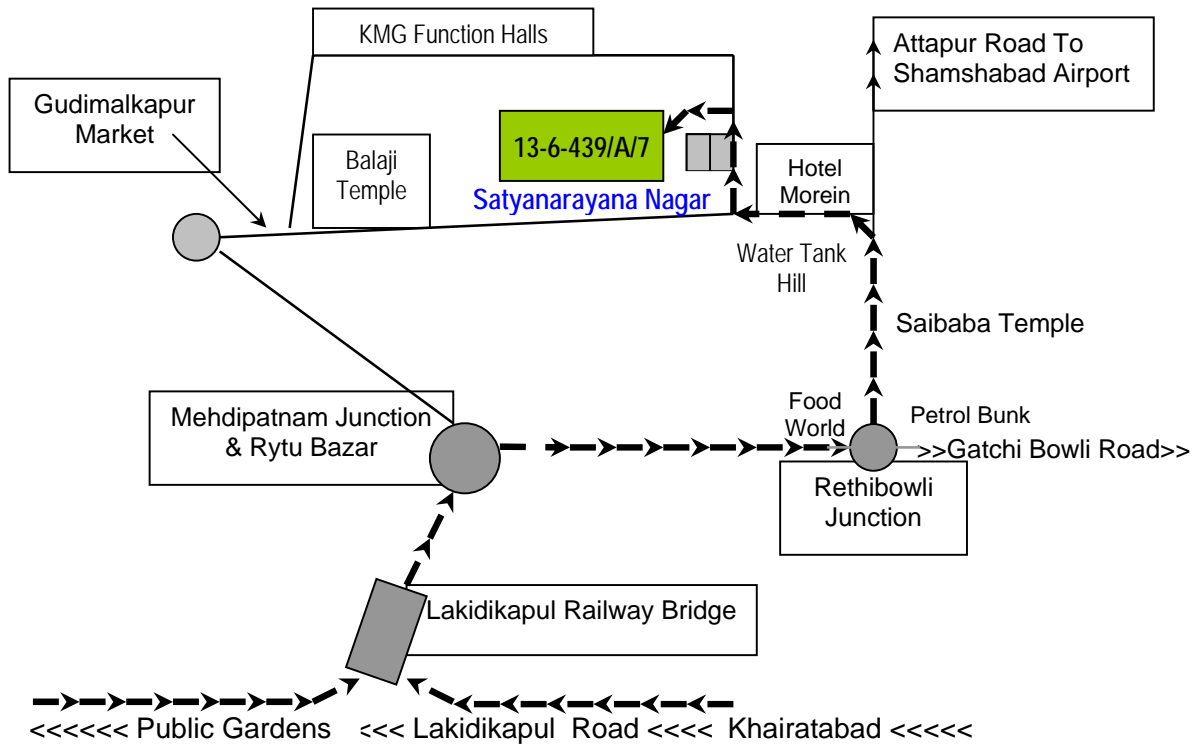 KMG Function Halls
Attapur Road To
Shamshabad Airport
Gudimalkapur
Market
13-6-439/A/7
Balaji
Temple
Hotel
Morein
Satyanarayana Nagar
Water Tank
Hill
Saibaba Temple
Mehdipatnam Junction
& Rytu Bazar
Food
World
Petrol Bunk
>>Gatchi Bowli Road>>
Rethibowli
Junction
Lakidikapul Railway Bridge
<<<<<< Public Gardens <<< Lakidikapul Road <<<< Khairatabad <<<<<